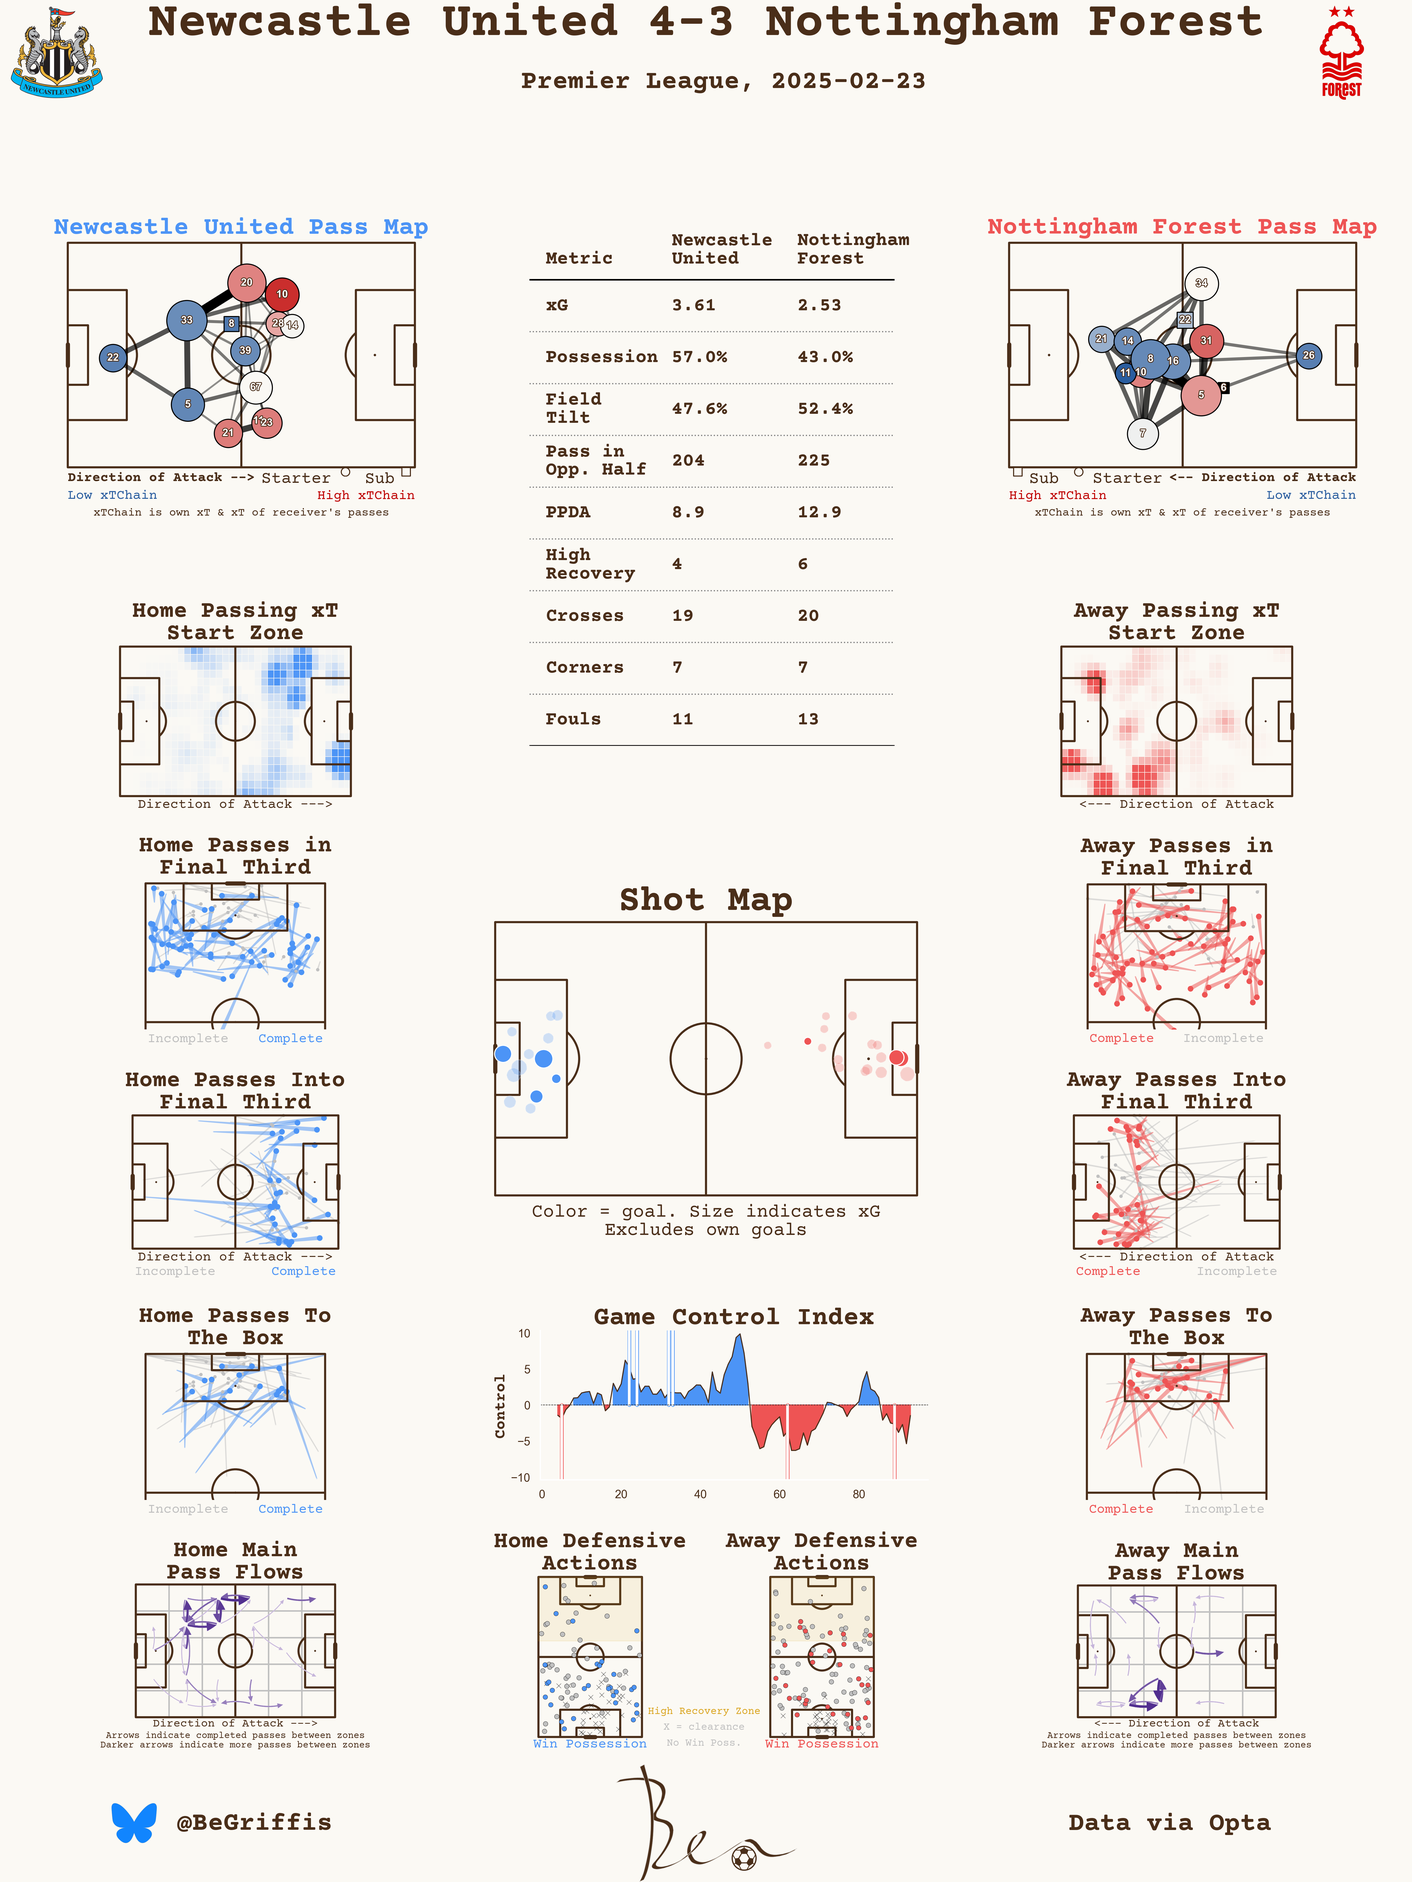 Newcastle United 4-3 Nottingham Forest
Premier League, 2025-02-23
NEWCASTLE UNITED
FOREST
Newcastle United Pass Map
20
10
33
8
28
14
22
39
67
5
21
23
Direction of Attack --> Starter Sub
Low xTChain High xTChain
xTChain is own xT & xT of receiver's passes
Metric Newcastle United Nottingham Forest
xG 3.61 2.53
Possession 57.0% 43.0%
Field Tilt 47.6% 52.4%
Pass in Opp. Half 204 225
PPDA 8.9 12.9
High Recovery 4 6
Crosses 19 20
Corners 7 7
Fouls 11 13
Nottingham Forest Pass Map
34
22
21
14
31
8
16
26
11
10
6
5
7
Sub Starter <-- Direction of Attack
High xTChain Low xTChain
xTChain is own xT & xT of receiver's passes
Home Passing xT
Start Zone
Direction of Attack --->
Away Passing xT
Start Zone
<--- Direction of Attack
Home Passes in
Final Third
Incomplete Complete
Away Passes in
Final Third
Complete Incomplete
Shot Map
Color = goal. Size indicates xG
Excludes own goals
Home Passes Into
Final Third
Direction of Attack --->
Incomplete Complete
Away Passes Into
Final Third
<--- Direction of Attack
Complete Incomplete
Home Passes To
The Box
Incomplete Complete
Game Control Index
Control
10
5
0
−5
−10
0 20 40 60 80
Away Passes To
The Box
Complete Incomplete
Home Main
Pass Flows
Direction of Attack --->
Arrows indicate completed passes between zones
Darker arrows indicate more passes between zones
Home Defensive
Actions
Win Possession
High Recovery Zone
X = clearance
No Win Poss.
Away Defensive
Actions
Win Possession
Away Main
Pass Flows
<--- Direction of Attack
Arrows indicate completed passes between zones
Darker arrows indicate more passes between zones
@BeGriffis
Ben
Data via Opta